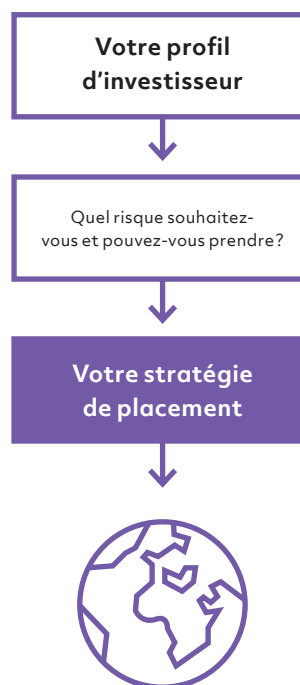 Votre profil
d’investisseur
Quel risque souhaitez-
vous et pouvez-vous prendre?
Votre stratégie
de placement